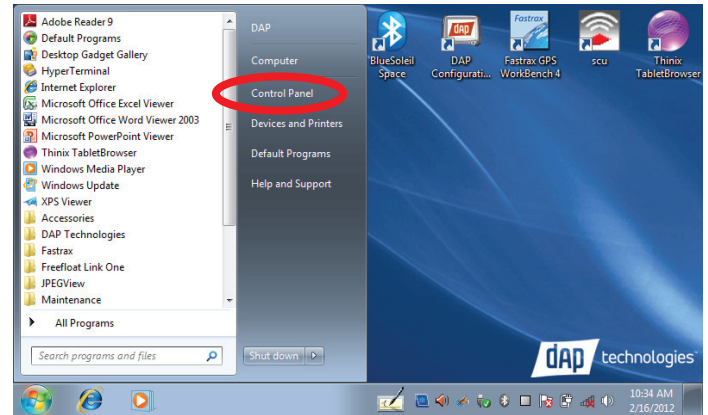 Adobe Reader 9
Default Programs
Desktop Gadget Gallery
HyperTerminal
Internet Explorer
Microsoft Office Excel Viewer
Microsoft Office Word Viewer 2003
Microsoft PowerPoint Viewer
Thinix TabletBrowser
Windows Media Player
Windows Update
XPS Viewer
Accessories
DAP Technologies
Fastrax
Freefloat Link One
JPEGView
Maintenance
All Programs
Search programs and files
DAP
Computer
Control Panel
Devices and Printers
Default Programs
Help and Support
Shut down
BlueSoleil
Space
DAP
DAP
Configurati...
Fastrax
Fastrax GPS
WorkBench 4
scu
Thinix
TabletBrowser
dAP technologies
10:34 AM
2/16/2012